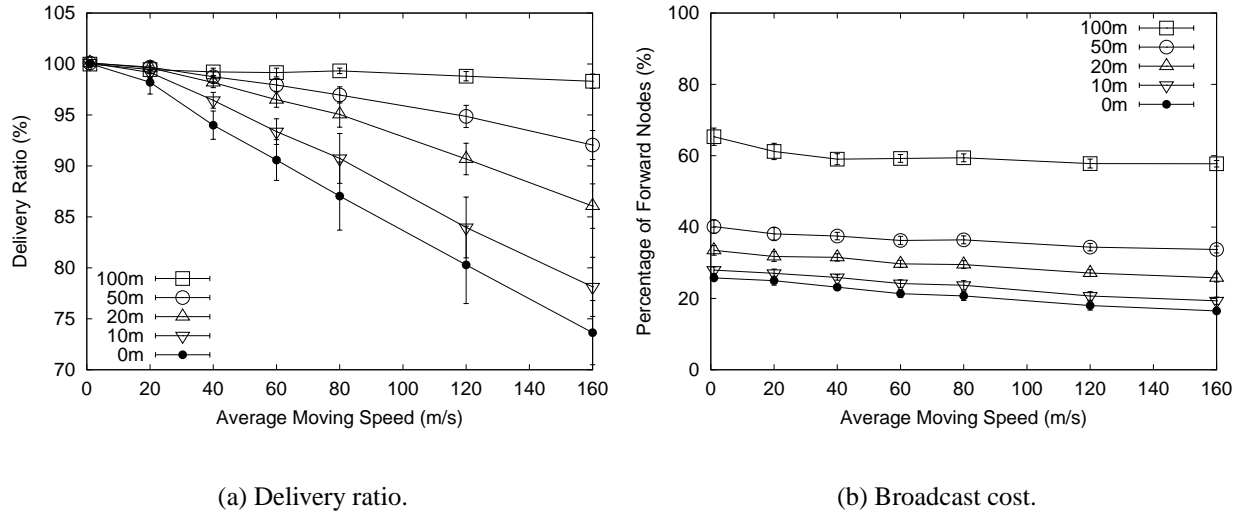 105
100
95
90
85
80
75
70
Delivery Ratio (%)
100m
50m
20m
10m
0m
0 20 40 60 80 100 120 140 160
Average Moving Speed (m/s)
(a) Delivery ratio.
100
80
60
40
20
0
Percentage of Forward Nodes (%)
100m
50m
20m
10m
0m
0 20 40 60 80 100 120 140 160
Average Moving Speed (m/s)
(b) Broadcast cost.